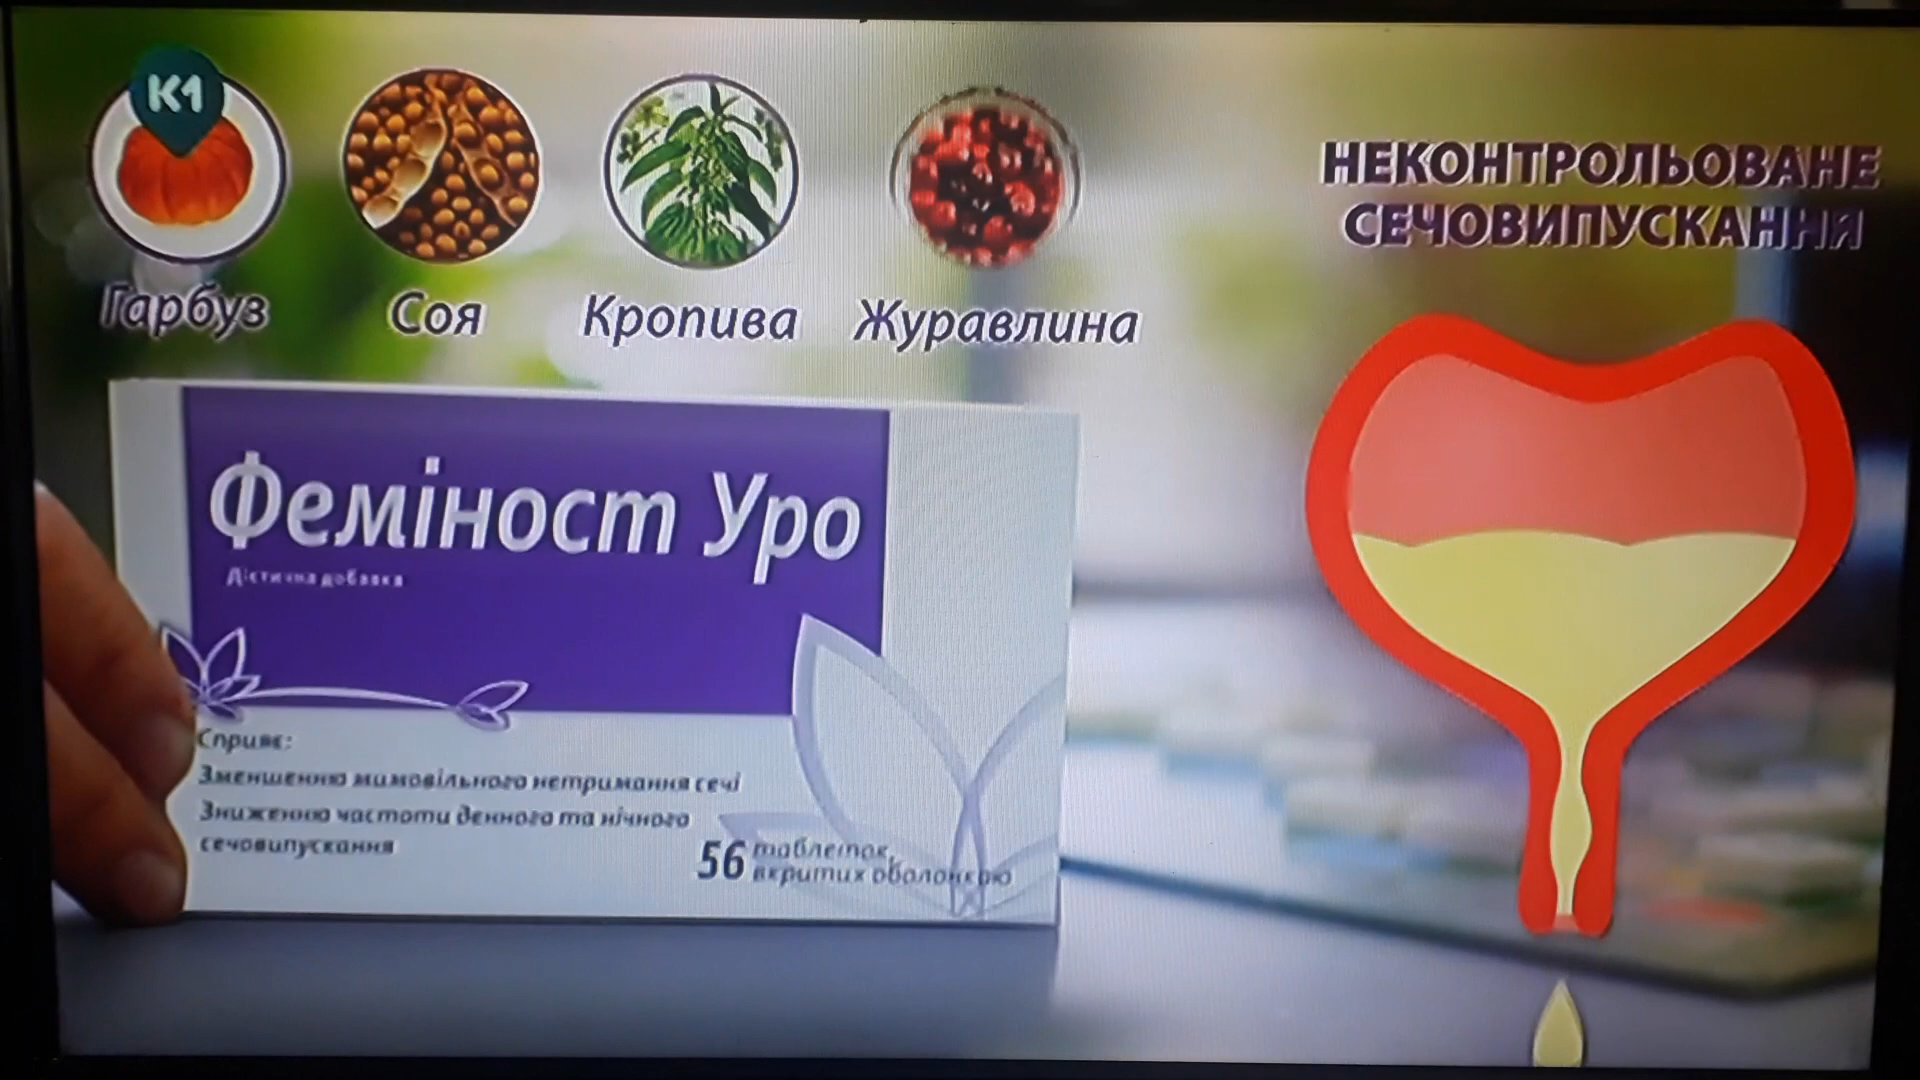 К1
Гарбуз
Соя
Кропива
Журавлина
НЕКОНТРОЛЬОВАНЕ
СЕЧОВИПУСКАННЯ
Феміност Уро
Дієтична добавка
Сприяє:
Зменшенню мимовільного нетримання сечі
Зниженню частоти денного та нічного
сечовипускання
56 таблеток,
вкритих оболонкою